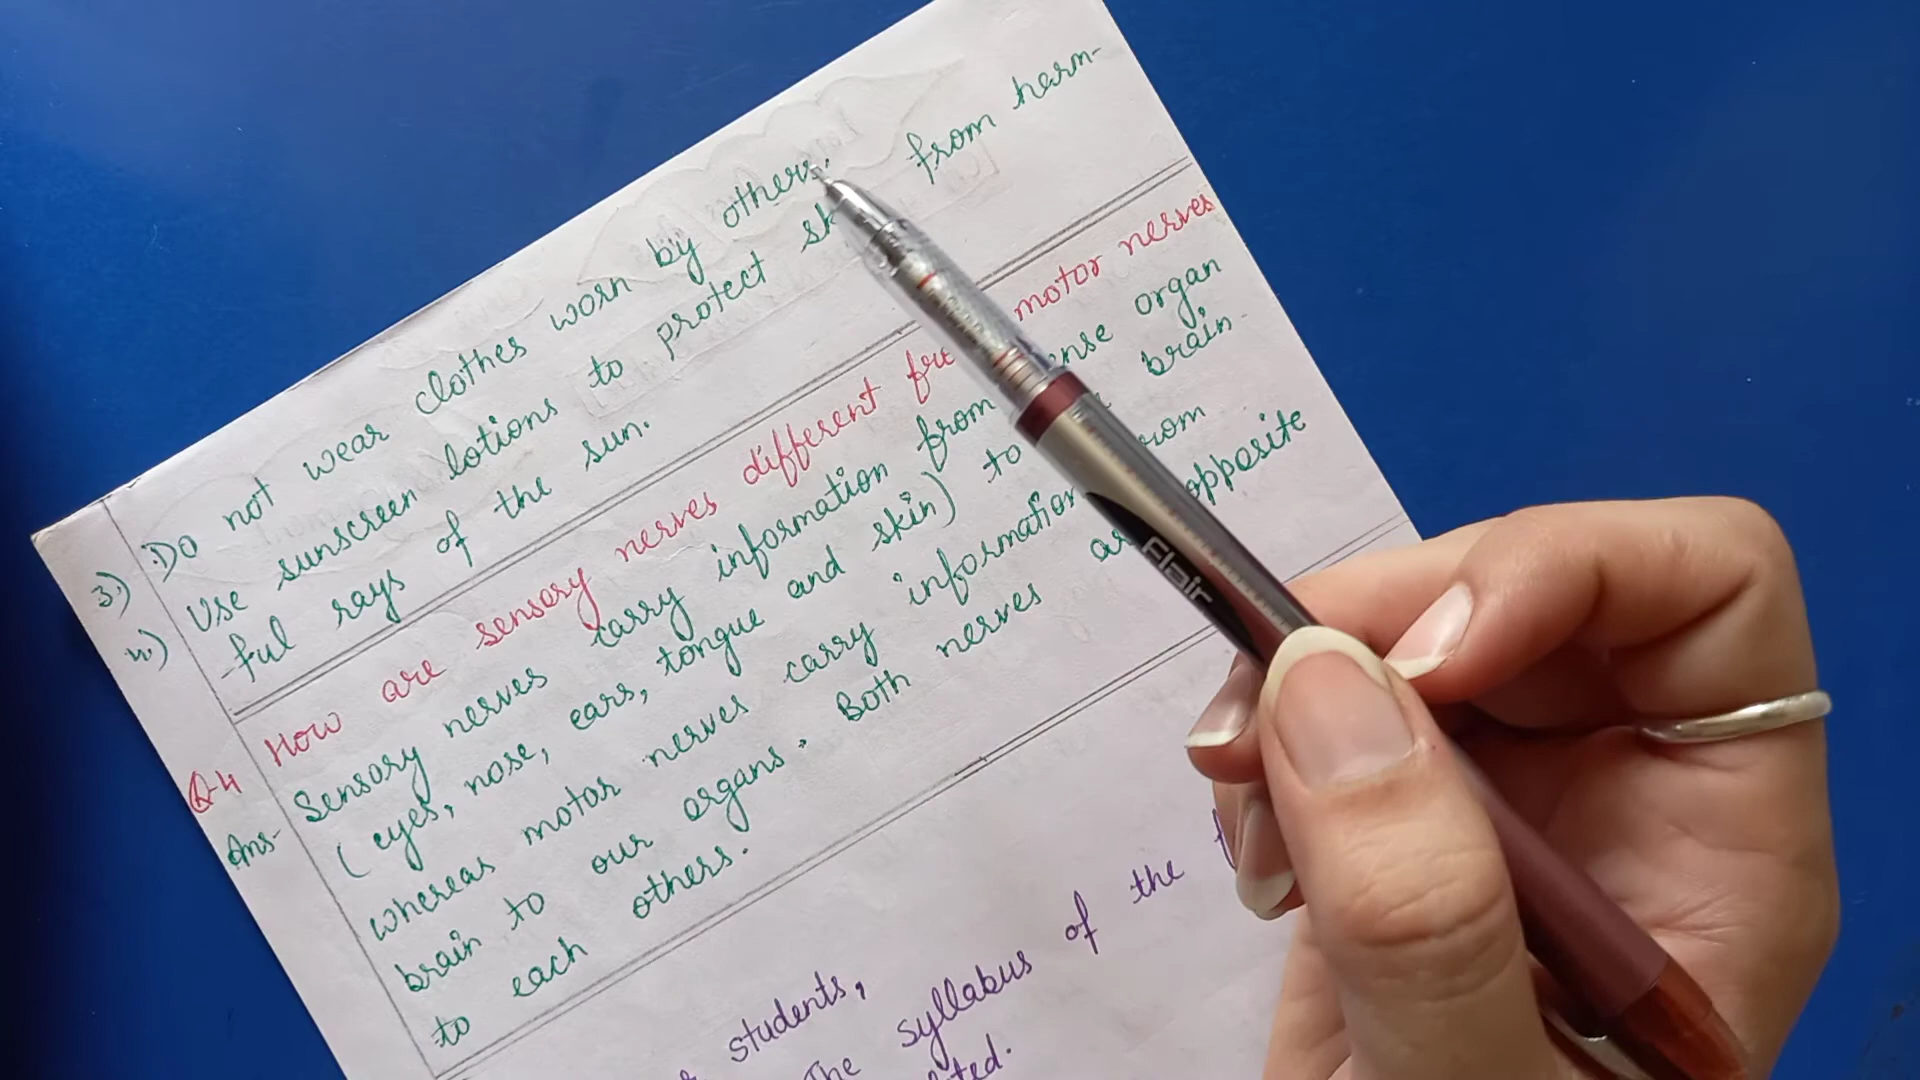 3.) Do not wear clothes worn by others.
4.) Use sunscreen lotions to protect sk from harm-
-ful rays of the sun.
Q-4 How are sensory nerves different motor nerves
Ans- Sensory nerves carry information from organ
(eyes, nose, ears, tongue and skin) to brain.
whereas motor nerves carry information
brain to our organs. Both nerves opposite
to each others.
students,
The syllabus of the
Flair